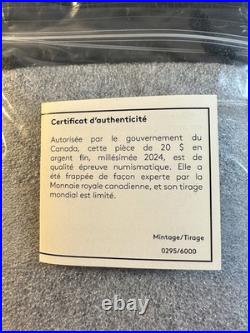 Certificat d'authenticité
Autorisée par le gouvernement du
Canada, cette pièce de 20 $ en
argent fin, millésimée 2024, est de
qualité épreuve numismatique. Elle a
été frappée de façon experte par la
Monnaie royale canadienne, et son tirage
mondial est limité.
Mintage/Tirage
0295/6000